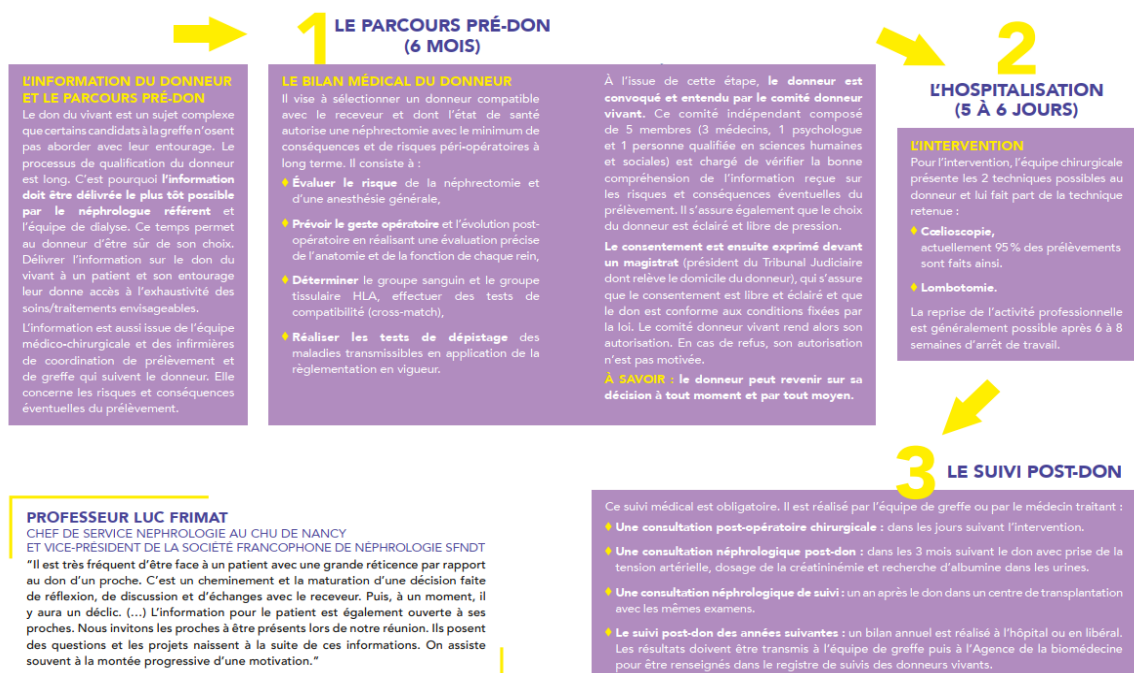 1
LE PARCOURS PRÉ-DON
(6 MOIS)
L'INFORMATION DU DONNEUR
ET LE PARCOURS PRÉ-DON
Le don du vivant est un sujet complexe
que certains candidats à la greffe n'osent
pas aborder avec leur entourage. Le
processus de qualification du donneur
est long. C'est pourquoi l'information
doit être délivrée le plus tôt possible
par le néphrologue référent et
l'équipe de dialyse. Ce temps permet
au donneur d'être sûr de son choix.
Délivrer l'information sur le don du
vivant à un patient et son entourage
leur donne accès à l'exhaustivité des
soins/traitements envisageables.
L'information est aussi issue de l'équipe
médico-chirurgicale et des infirmières
de coordination de prélèvement et
de greffe qui suivent le donneur. Elle
concerne les risques et conséquences
éventuelles du prélèvement.
LE BILAN MÉDICAL DU DONNEUR
Il vise à sélectionner un donneur compatible
avec le receveur et dont l'état de santé
autorise une néphrectomie avec le minimum de
conséquences et de risques péri-opératoires à
long terme. Il consiste à :
♦ Évaluer le risque de la néphrectomie et
d'une anesthésie générale,
♦ Prévoir le geste opératoire et l'évolution post-
opératoire en réalisant une évaluation précise
de l'anatomie et de la fonction de chaque rein,
♦ Déterminer le groupe sanguin et le groupe
tissulaire HLA, effectuer des tests de
compatibilité (cross-match),
♦ Réaliser les tests de dépistage des
maladies transmissibles en application de la
règlementation en vigueur.
À l'issue de cette étape, le donneur est
convoqué et entendu par le comité donneur
vivant. Ce comité indépendant composé
de 5 membres (3 médecins, 1 psychologue
et 1 personne qualifiée en sciences humaines
et sociales) est chargé de vérifier la bonne
compréhension de l'information reçue sur
les risques et conséquences éventuelles du
prélèvement. Il s'assure également que le choix
du donneur est éclairé et libre de pression.
Le consentement est ensuite exprimé devant
un magistrat (président du Tribunal Judiciaire
dont relève le domicile du donneur), qui s'assure
que le consentement est libre et éclairé et que
le don est conforme aux conditions fixées par
la loi. Le comité donneur vivant rend alors son
autorisation. En cas de refus, son autorisation
n'est pas motivée.
À SAVOIR : le donneur peut revenir sur sa
décision à tout moment et par tout moyen.
2
L'HOSPITALISATION
(5 À 6 JOURS)
L'INTERVENTION
Pour l'intervention, l'équipe chirurgicale
présente les 2 techniques possibles au
donneur et lui fait part de la technique
retenue :
♦ Cœlioscopie,
actuellement 95 % des prélèvements
sont faits ainsi.
♦ Lombotomie.
La reprise de l'activité professionnelle
est généralement possible après 6 à 8
semaines d'arrêt de travail.
3
LE SUIVI POST-DON
Ce suivi médical est obligatoire. Il est réalisé par l'équipe de greffe ou par le médecin traitant :
♦ Une consultation post-opératoire chirurgicale : dans les jours suivant l'intervention.
♦ Une consultation néphrologique post-don : dans les 3 mois suivant le don avec prise de la
tension artérielle, dosage de la créatininémie et recherche d'albumine dans les urines.
♦ Une consultation néphrologique de suivi : un an après le don dans un centre de transplantation
avec les mêmes examens.
♦ Le suivi post-don des années suivantes : un bilan annuel est réalisé à l'hôpital ou en libéral.
Les résultats doivent être transmis à l'équipe de greffe puis à l'Agence de la biomédecine
pour être renseignés dans le registre de suivis des donneurs vivants.
PROFESSEUR LUC FRIMAT
CHEF DE SERVICE NEPHROLOGIE AU CHU DE NANCY
ET VICE-PRÉSIDENT DE LA SOCIÉTÉ FRANCOPHONE DE NÉPHROLOGIE SFNDT
"Il est très fréquent d'être face à un patient avec une grande réticence par rapport
au don d'un proche. C'est un cheminement et la maturation d'une décision faite
de réflexion, de discussion et d'échanges avec le receveur. Puis, à un moment, il
y aura un déclic. (...) L'information pour le patient est également ouverte à ses
proches. Nous invitons les proches à être présents lors de notre réunion. Ils posent
des questions et les projets naissent à la suite de ces informations. On assiste
souvent à la montée progressive d'une motivation."